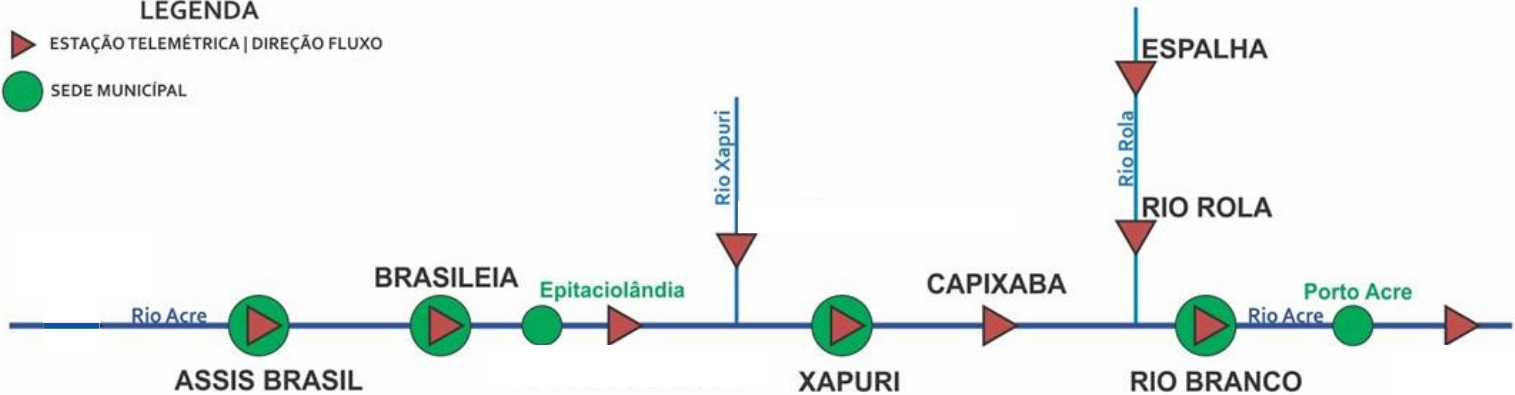 LEGENDA
ESTAÇÃO TELEMÉTRICA | DIREÇÃO FLUXO
SEDE MUNICÍPAL
ESPALHA
Rio Xapuri
Rio Rola
RIO ROLA
BRASILEIA
Epitaciolândia
CAPIXABA
Porto Acre
Rio Acre
Rio Acre
ASSIS BRASIL
XAPURI
RIO BRANCO